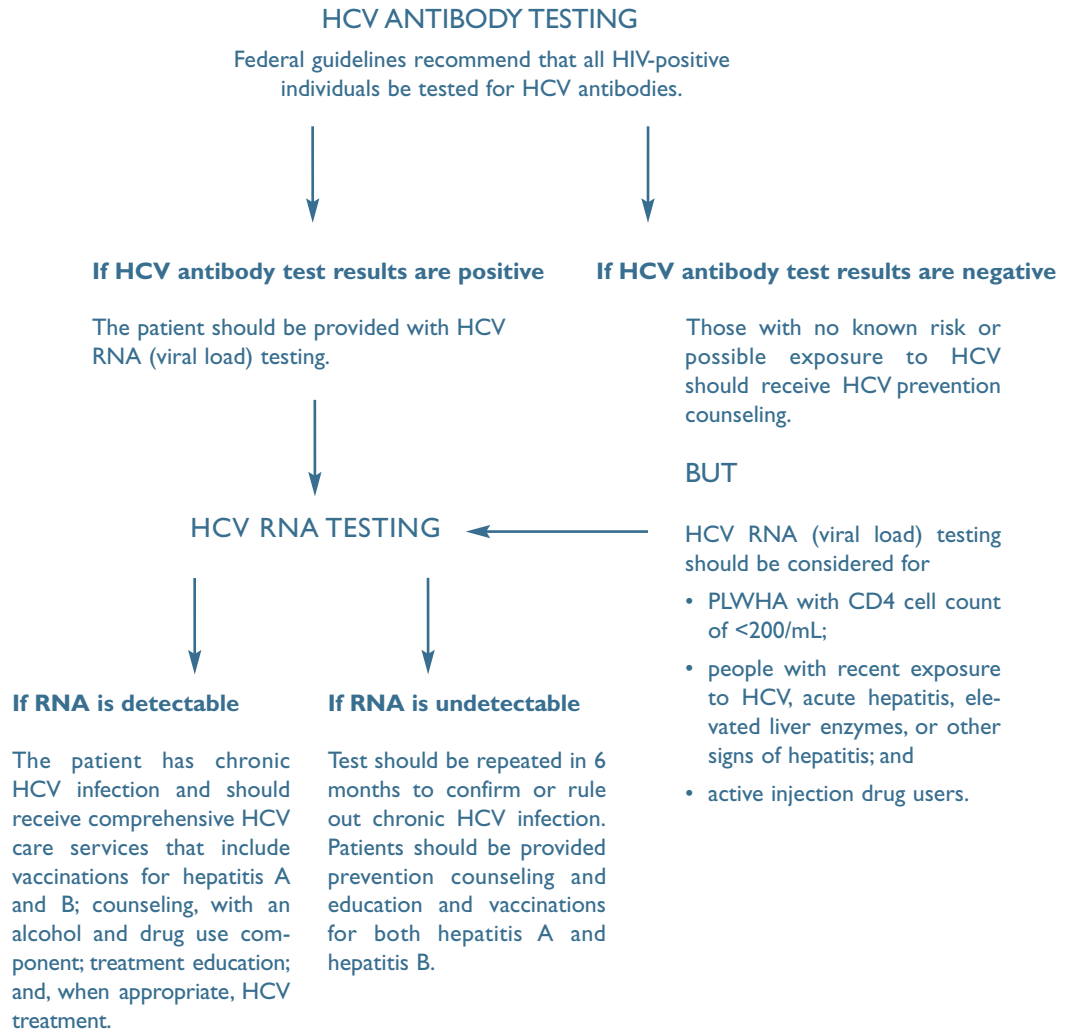 HCV ANTIBODY TESTING
Federal guidelines recommend that all HIV-positive
individuals be tested for HCV antibodies.
If HCV antibody test results are positive
The patient should be provided with HCV
RNA (viral load) testing.
If HCV antibody test results are negative
Those with no known risk or
possible exposure to HCV
should receive HCV prevention
counseling.
BUT
HCV RNA (viral load) testing
should be considered for
• PLWHA with CD4 cell count
of <200/mL;
• people with recent exposure
to HCV, acute hepatitis, ele-
vated liver enzymes, or other
signs of hepatitis; and
• active injection drug users.
HCV RNA TESTING
If RNA is detectable
The patient has chronic
HCV infection and should
receive comprehensive HCV
care services that include
vaccinations for hepatitis A
and B; counseling, with an
alcohol and drug use com-
ponent; treatment education;
and, when appropriate, HCV
treatment.
If RNA is undetectable
Test should be repeated in 6
months to confirm or rule
out chronic HCV infection.
Patients should be provided
prevention counseling and
education and vaccinations
for both hepatitis A and
hepatitis B.